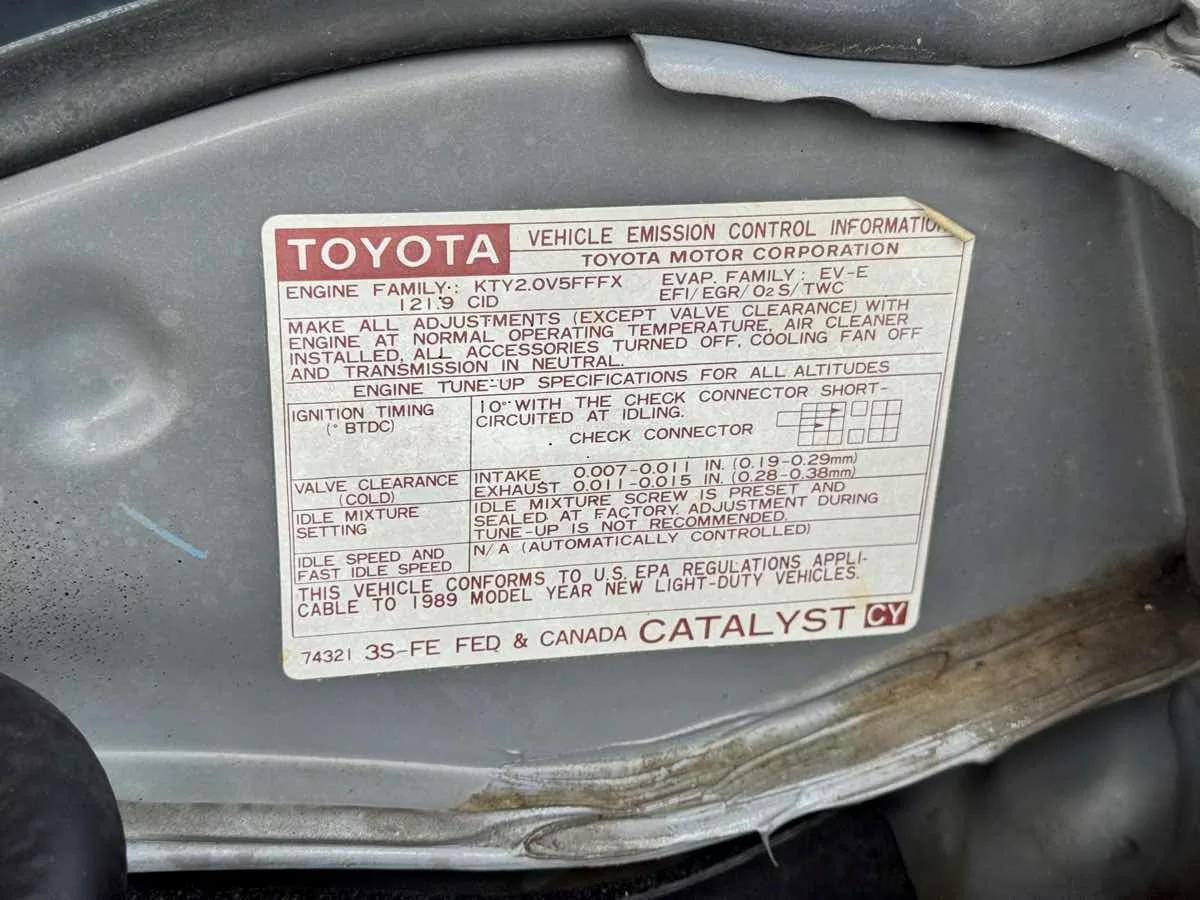 TOYOTA VEHICLE EMISSION CONTROL INFORMATION
TOYOTA MOTOR CORPORATION
ENGINE FAMILY: KTY2.0V5FFFX EVAP. FAMILY: EV-E
121.9 CID EFI/EGR/O2S/TWC
MAKE ALL ADJUSTMENTS (EXCEPT VALVE CLEARANCE) WITH
ENGINE AT NORMAL OPERATING TEMPERATURE, AIR CLEANER
INSTALLED, ALL ACCESSORIES TURNED OFF, COOLING FAN OFF
AND TRANSMISSION IN NEUTRAL.
ENGINE TUNE-UP SPECIFICATIONS FOR ALL ALTITUDES
IGNITION TIMING
(° BTDC)
10° WITH THE CHECK CONNECTOR SHORT-
CIRCUITED AT IDLING.
CHECK CONNECTOR
VALVE CLEARANCE
(COLD)
INTAKE 0.007-0.011 IN. (0.19-0.29mm)
EXHAUST 0.011-0.015 IN. (0.28-0.38mm)
IDLE MIXTURE
SETTING
IDLE MIXTURE SCREW IS PRESET AND
SEALED AT FACTORY. ADJUSTMENT DURING
TUNE-UP IS NOT RECOMMENDED.
IDLE SPEED AND
FAST IDLE SPEED
N/A (AUTOMATICALLY CONTROLLED)
THIS VEHICLE CONFORMS TO U.S. EPA REGULATIONS APPLI-
CABLE TO 1989 MODEL YEAR NEW LIGHT-DUTY VEHICLES.
74321 3S-FE FED & CANADA CATALYST CY